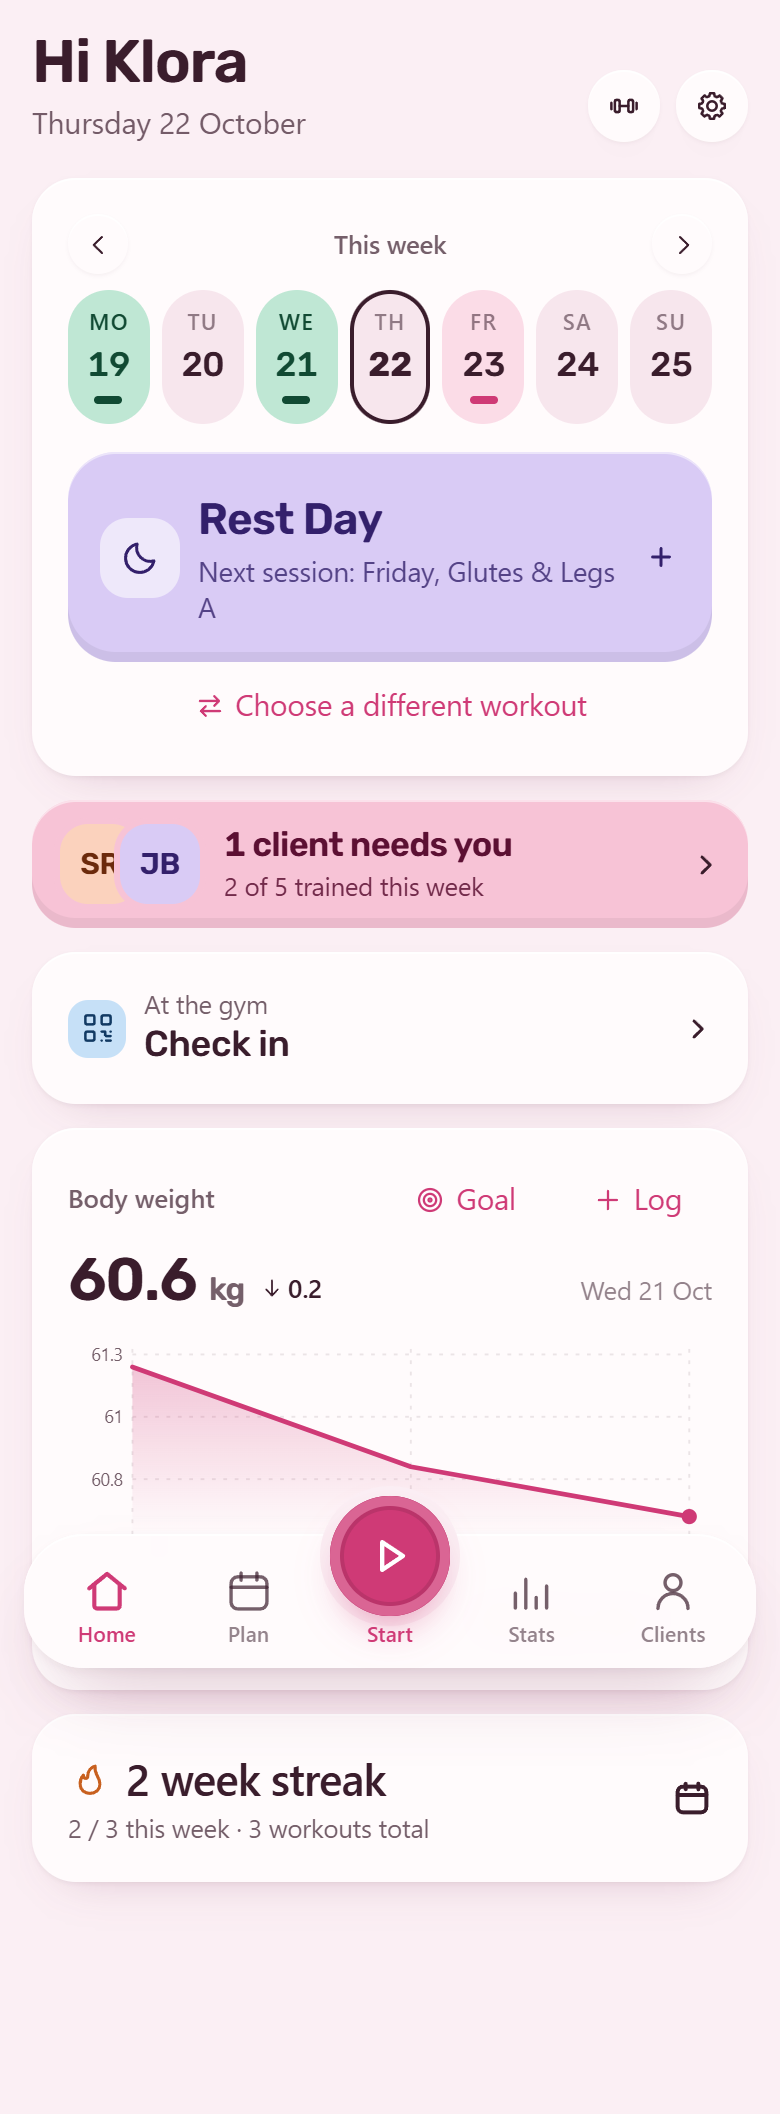 Hi Klora
Thursday 22 October
This week
MO TU WE TH FR SA SU
19 20 21 22 23 24 25
Rest Day
Next session: Friday, Glutes & Legs
A
Choose a different workout
SR JB
1 client needs you
2 of 5 trained this week
At the gym
Check in
Body weight
Goal
Log
60.6 kg ↓ 0.2
Wed 21 Oct
61.3
61
60.8
Home
Plan
Start
Stats
Clients
2 week streak
2 / 3 this week · 3 workouts total